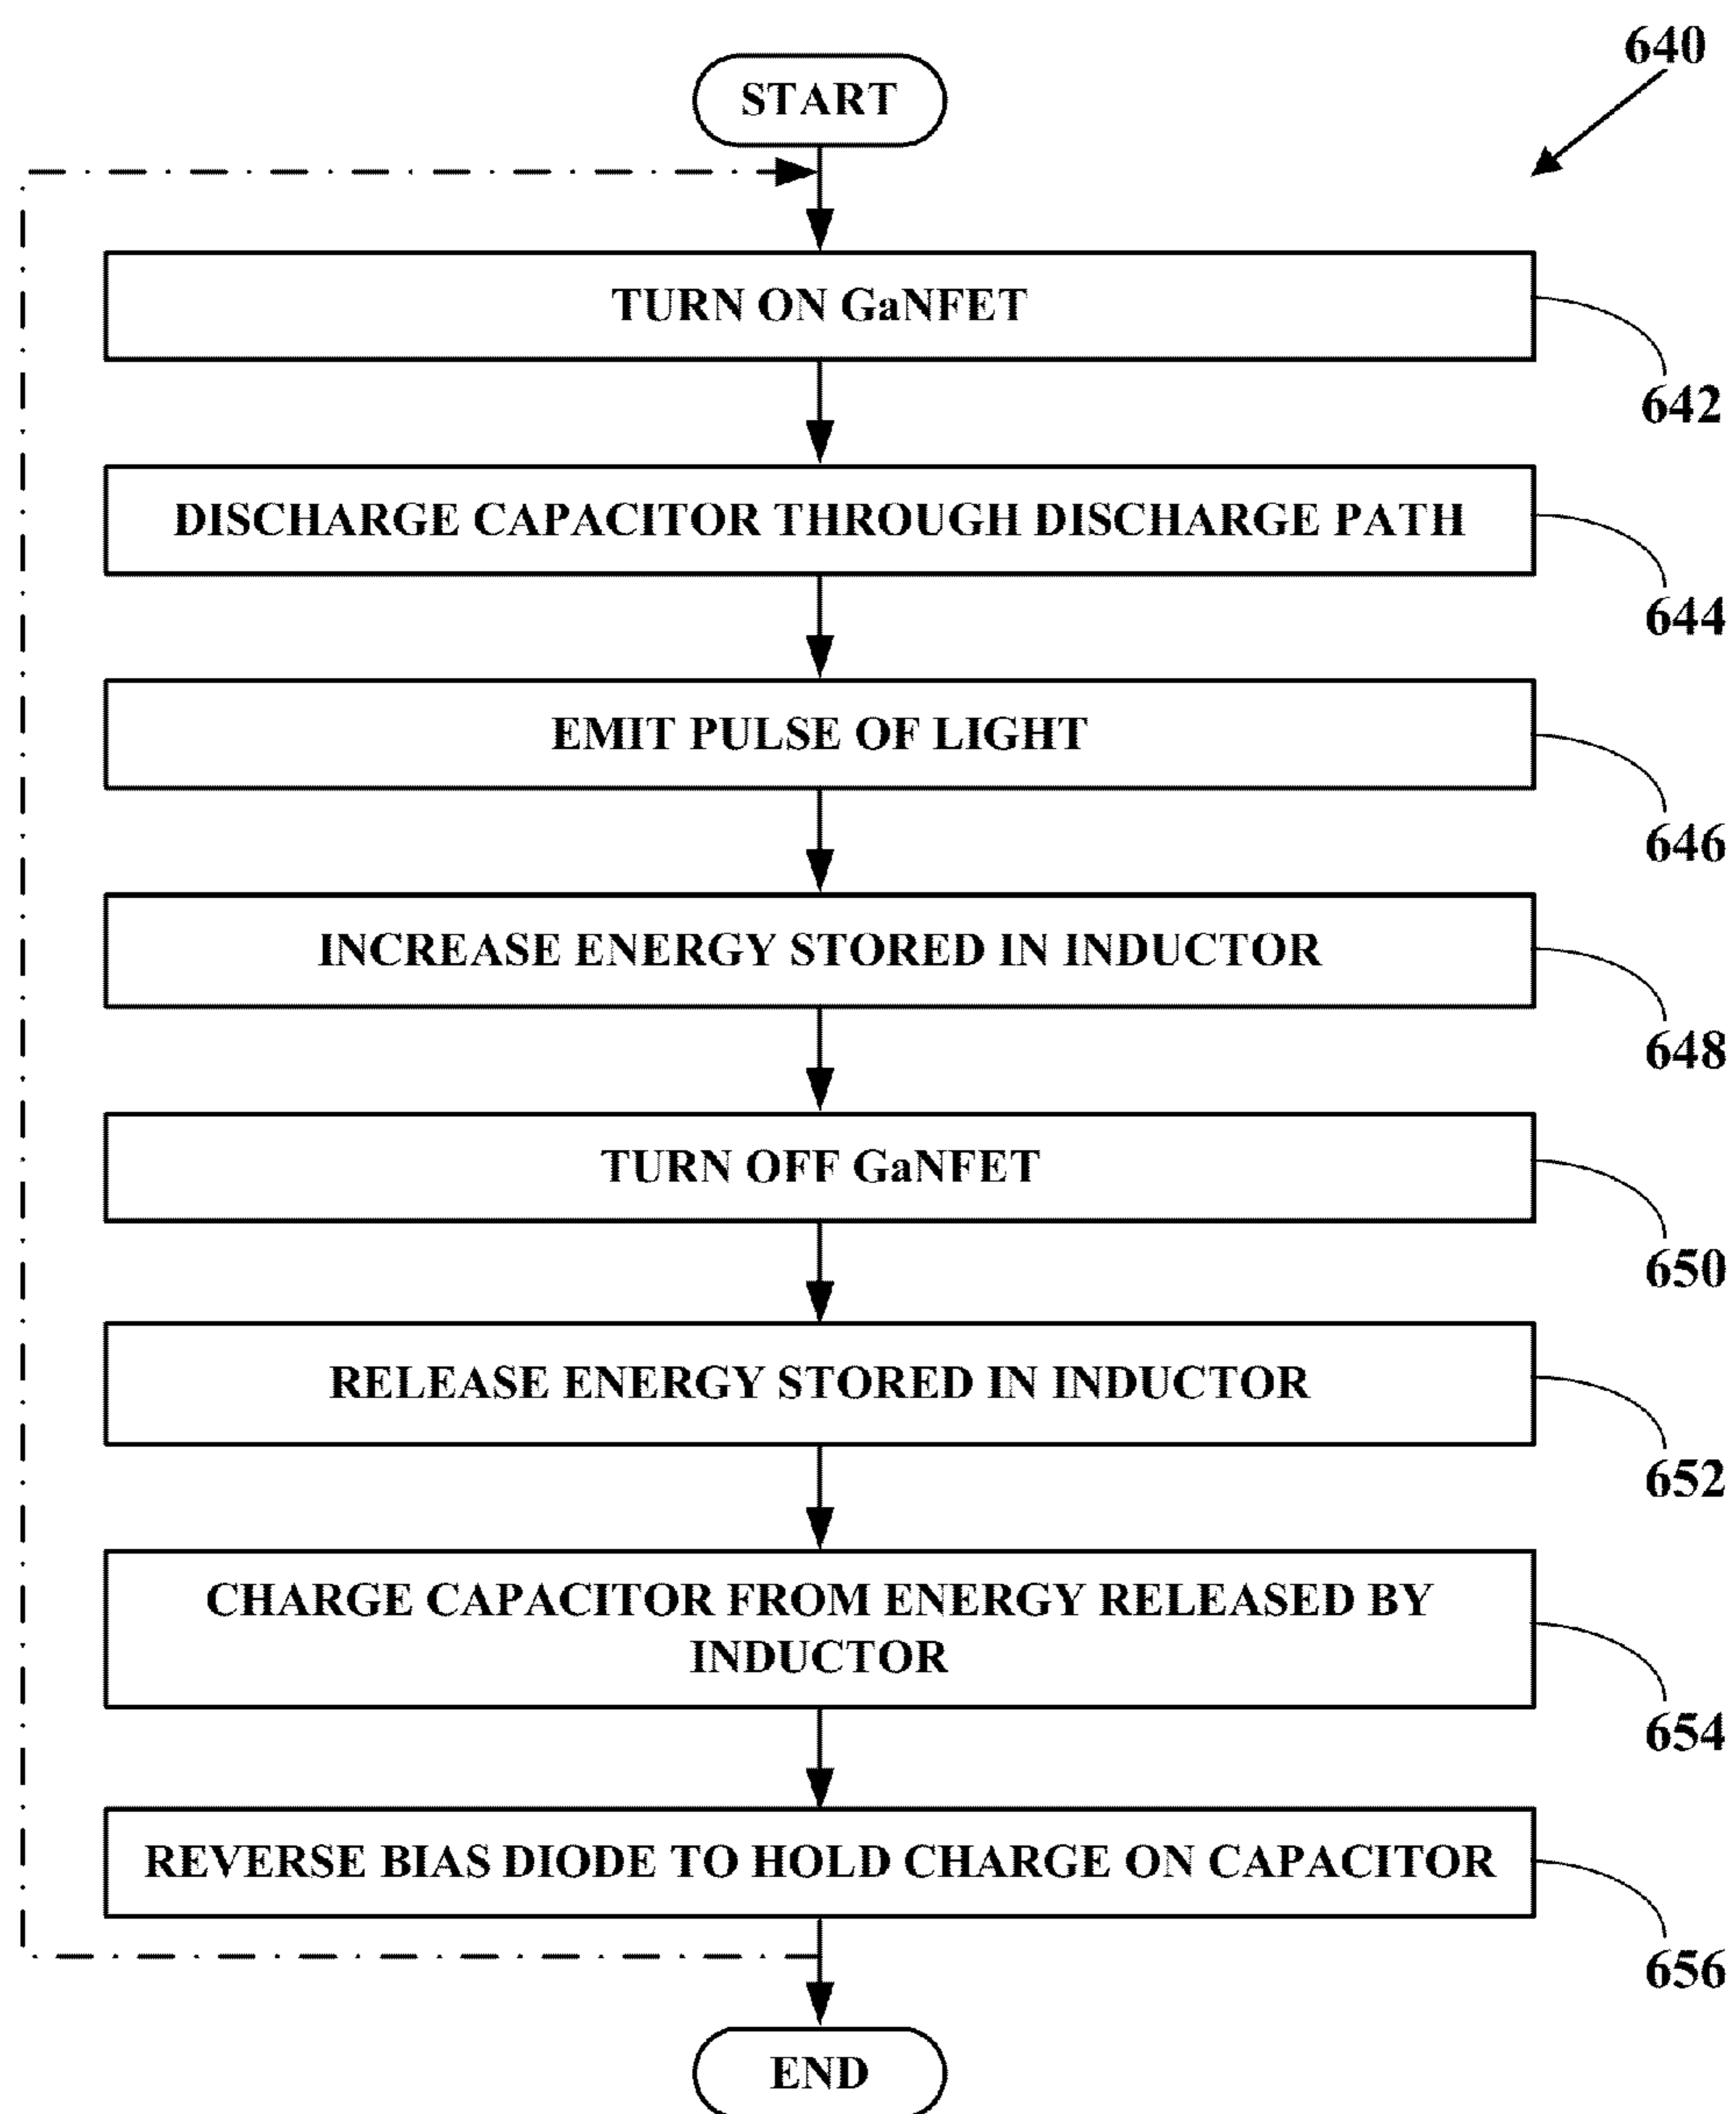 640
START
TURN ON GaNFET
642
DISCHARGE CAPACITOR THROUGH DISCHARGE PATH
644
EMIT PULSE OF LIGHT
646
INCREASE ENERGY STORED IN INDUCTOR
648
TURN OFF GaNFET
650
RELEASE ENERGY STORED IN INDUCTOR
652
CHARGE CAPACITOR FROM ENERGY RELEASED BY
INDUCTOR
654
REVERSE BIAS DIODE TO HOLD CHARGE ON CAPACITOR
656
END